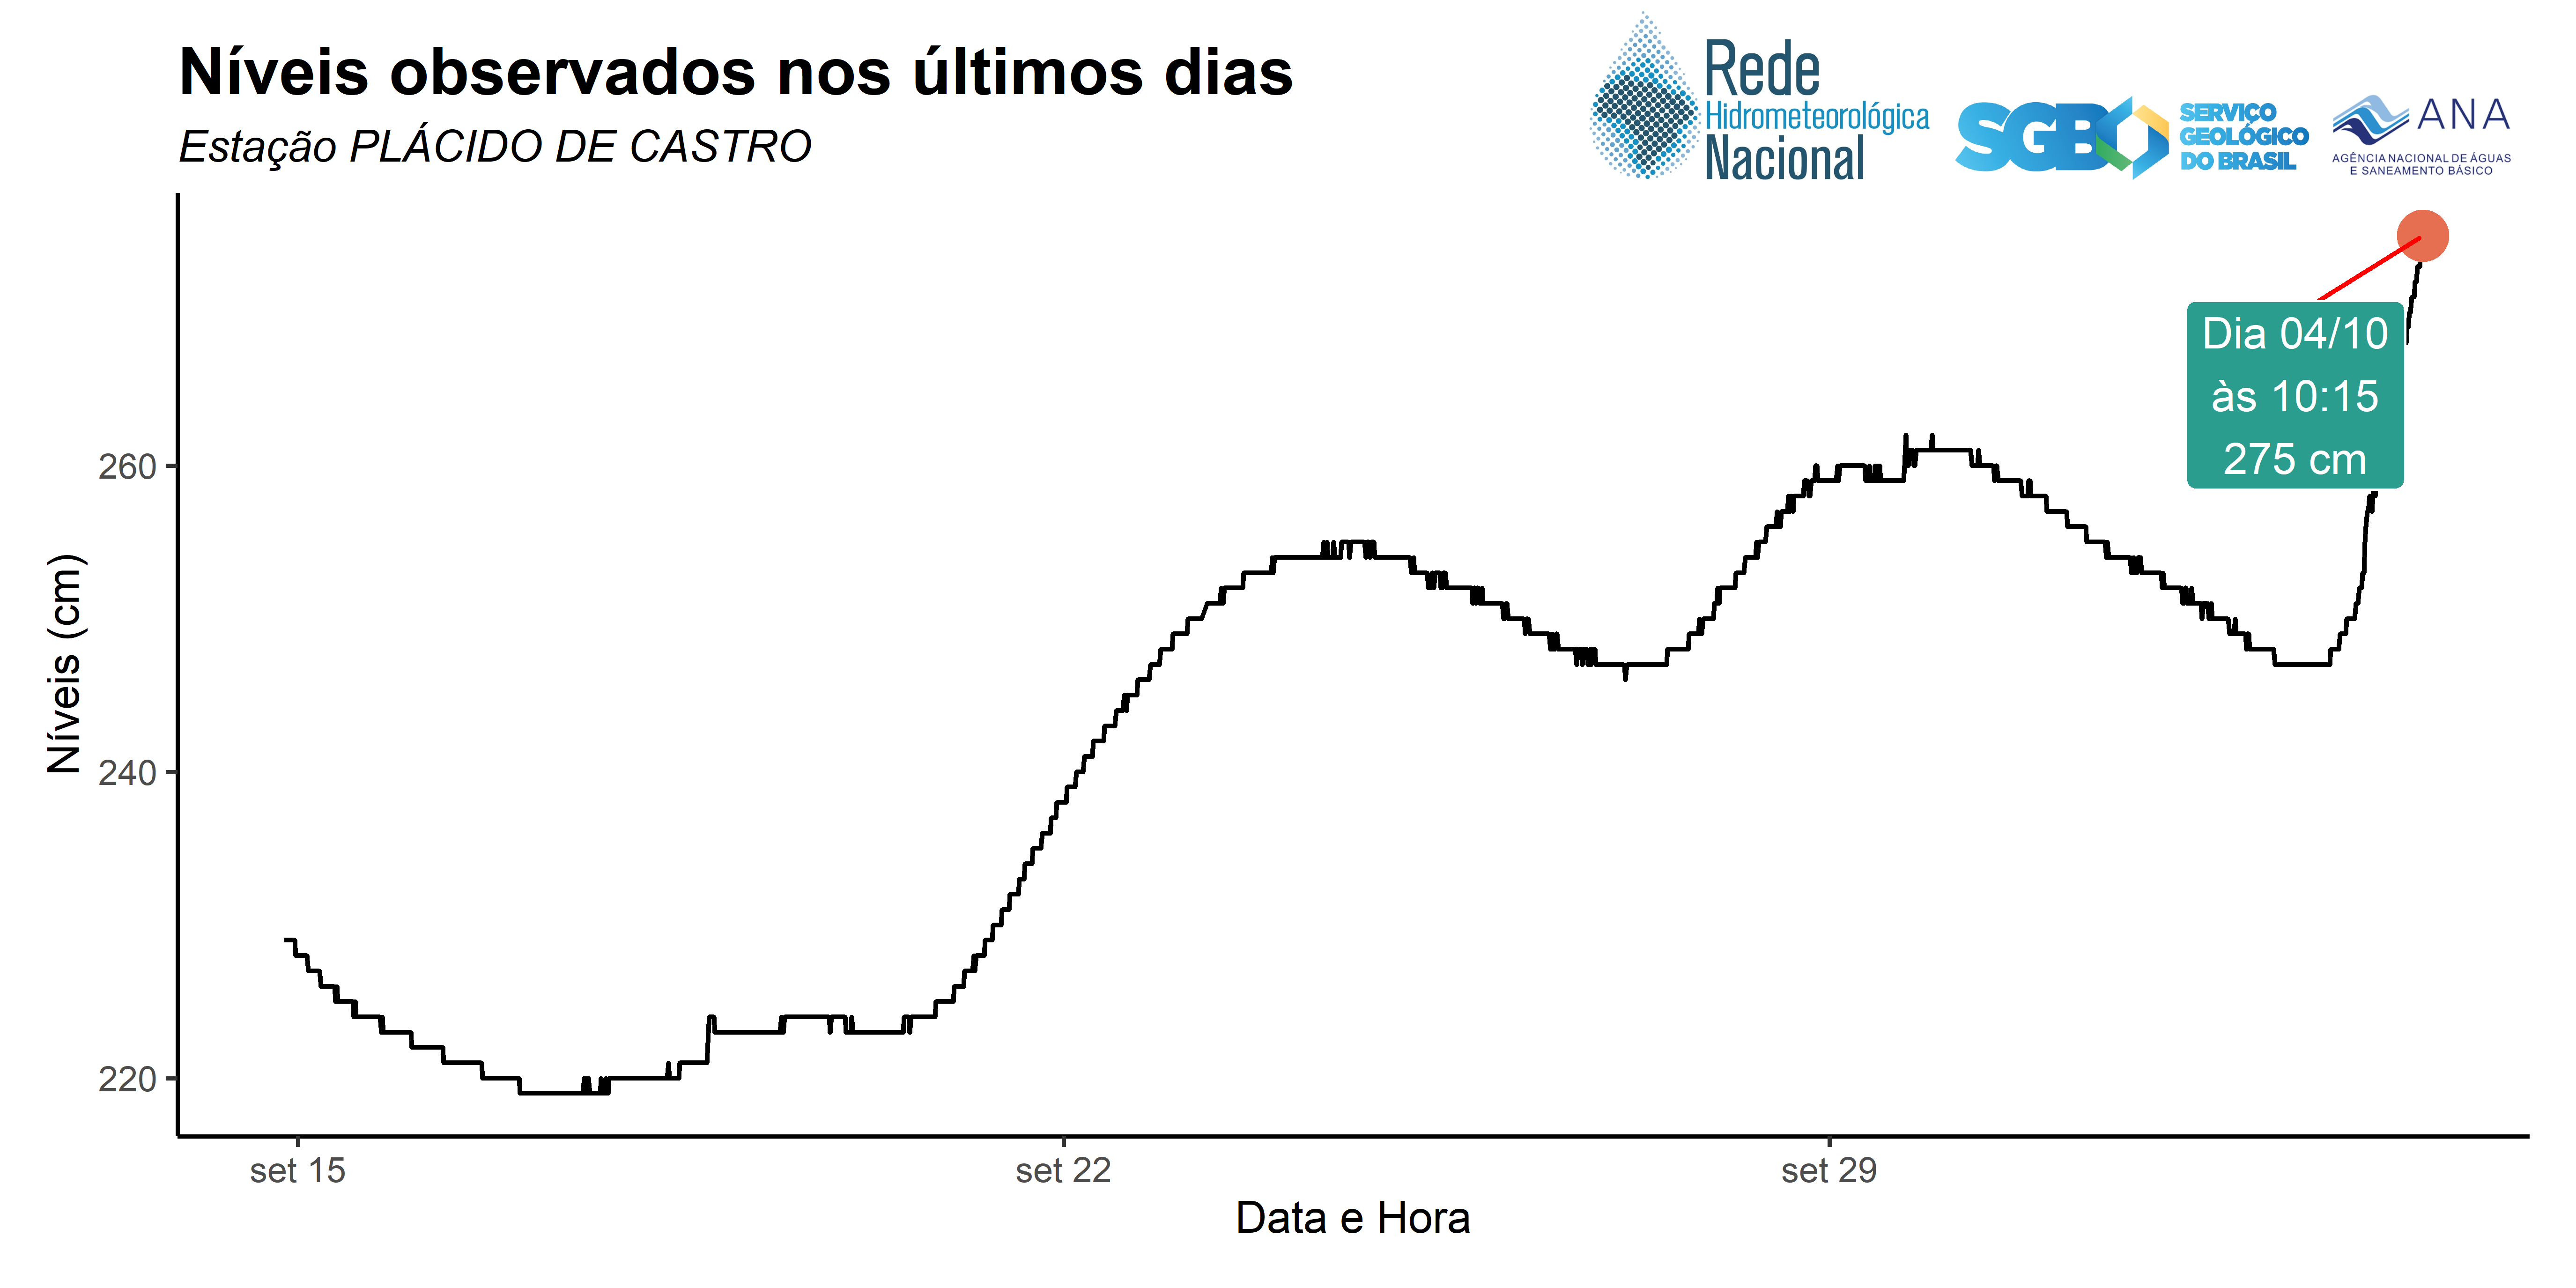 Níveis observados nos últimos dias
Estação PLÁCIDO DE CASTRO
Rede
Hidrometeorológica
Nacional
SGB
SERVIÇO
GEOLÓGICO
DO BRASIL
ANA
AGÊNCIA NACIONAL DE ÁGUAS
E SANEAMENTO BÁSICO
Dia 04/10
às 10:15
275 cm
Níveis (cm)
260
240
220
set 15
set 22
set 29
Data e Hora